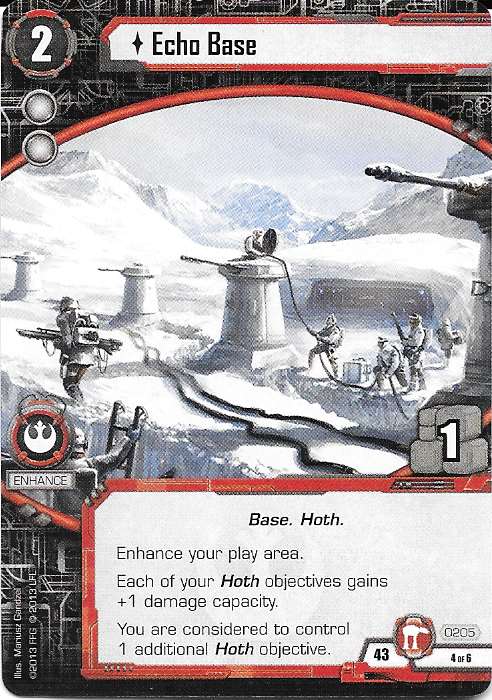 2
Echo Base
1
ENHANCE
Base. Hoth.
Enhance your play area.
Each of your Hoth objectives gains
+1 damage capacity.
You are considered to control
1 additional Hoth objective.
Illus. Mariusz Gandzel
©2013 FFG ©2013 LFL
43
0205
4 OF 6